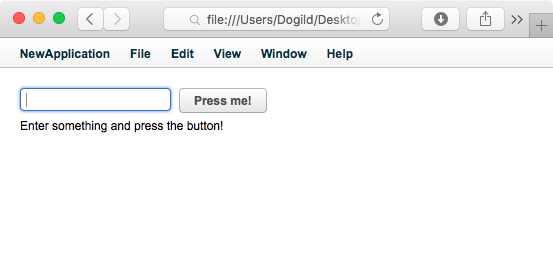 file:///Users/Dogild/Deskto
NewApplication File Edit View Window Help
Press me!
Enter something and press the button!